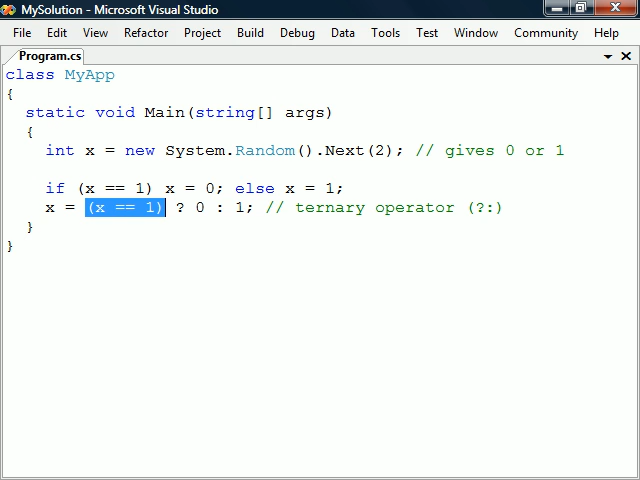 MySolution - Microsoft Visual Studio
File Edit View Refactor Project Build Debug Data Tools Test Window Community Help
Program.cs
class MyApp
{
static void Main(string[] args)
{
int x = new System.Random().Next(2); // gives 0 or 1
if (x == 1) x = 0; else x = 1;
x = (x == 1) ? 0 : 1; // ternary operator (?:)
}
}